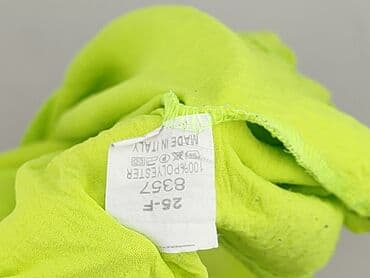 25-F
8357
100%POLYESTER
MADE IN ITALY